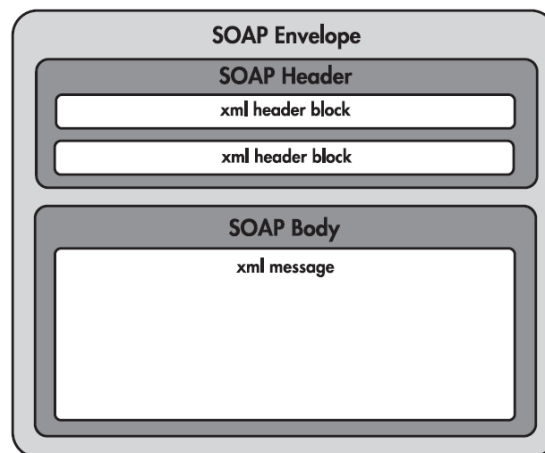 SOAP Envelope
SOAP Header
xml header block
xml header block
SOAP Body
xml message